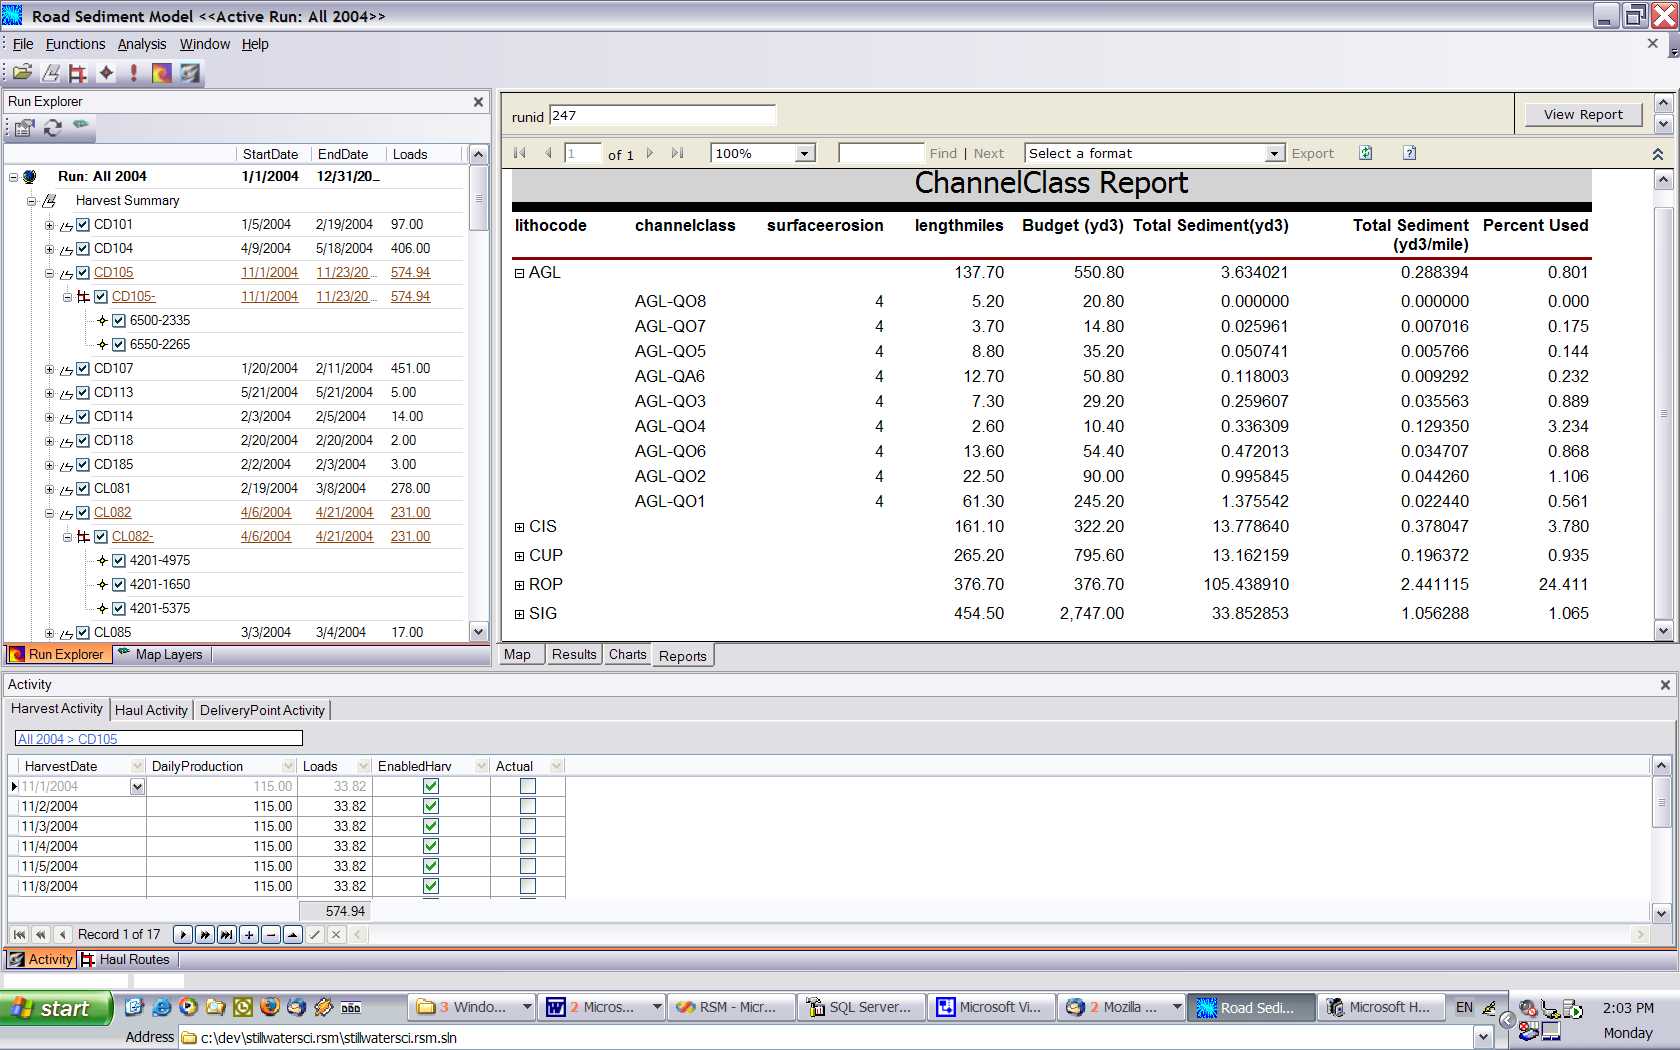 Road Sediment Model <<Active Run: All 2004>>
File Functions Analysis Window Help
Run Explorer
StartDate EndDate Loads
Run: All 2004 1/1/2004 12/31/20...
Harvest Summary
CD101 1/5/2004 2/19/2004 97.00
CD104 4/9/2004 5/18/2004 406.00
CD105 11/1/2004 11/23/20... 574.94
CD105- 11/1/2004 11/23/20... 574.94
6500-2335
6550-2265
CD107 1/20/2004 2/11/2004 451.00
CD113 5/21/2004 5/21/2004 5.00
CD114 2/3/2004 2/5/2004 14.00
CD118 2/20/2004 2/20/2004 2.00
CD185 2/2/2004 2/3/2004 3.00
CL081 2/19/2004 3/8/2004 278.00
CL082 4/6/2004 4/21/2004 231.00
CL082- 4/6/2004 4/21/2004 231.00
4201-4975
4201-1650
4201-5375
CL085 3/3/2004 3/4/2004 17.00
Run Explorer Map Layers
runid 247 View Report
1 of 1 100% Find | Next Select a format Export
ChannelClass Report
lithocode channelclass surfaceerosion lengthmiles Budget (yd3) Total Sediment(yd3) Total Sediment (yd3/mile) Percent Used
AGL 137.70 550.80 3.634021 0.288394 0.801
AGL-QO8 4 5.20 20.80 0.000000 0.000000 0.000
AGL-QO7 4 3.70 14.80 0.025961 0.007016 0.175
AGL-QO5 4 8.80 35.20 0.050741 0.005766 0.144
AGL-QA6 4 12.70 50.80 0.118003 0.009292 0.232
AGL-QO3 4 7.30 29.20 0.259607 0.035563 0.889
AGL-QO4 4 2.60 10.40 0.336309 0.129350 3.234
AGL-QO6 4 13.60 54.40 0.472013 0.034707 0.868
AGL-QO2 4 22.50 90.00 0.995845 0.044260 1.106
AGL-QO1 4 61.30 245.20 1.375542 0.022440 0.561
CIS 161.10 322.20 13.778640 0.378047 3.780
CUP 265.20 795.60 13.162159 0.196372 0.935
ROP 376.70 376.70 105.438910 2.441115 24.411
SIG 454.50 2,747.00 33.852853 1.056288 1.065
Map Results Charts Reports
Activity
Harvest Activity Haul Activity DeliveryPoint Activity
All 2004 > CD105
HarvestDate DailyProduction Loads EnabledHarv Actual
11/1/2004 115.00 33.82
11/2/2004 115.00 33.82
11/3/2004 115.00 33.82
11/4/2004 115.00 33.82
11/5/2004 115.00 33.82
11/8/2004 115.00 33.82
574.94
Record 1 of 17
Activity Haul Routes
start 3 Windo... 2 Micros... RSM - Micr... SQL Server... Microsoft Vi... 2 Mozilla ... Road Sedi... Microsoft H... EN 2:03 PM
Address c:\dev\stillwatersci.rsm\stillwatersci.rsm.sln Monday